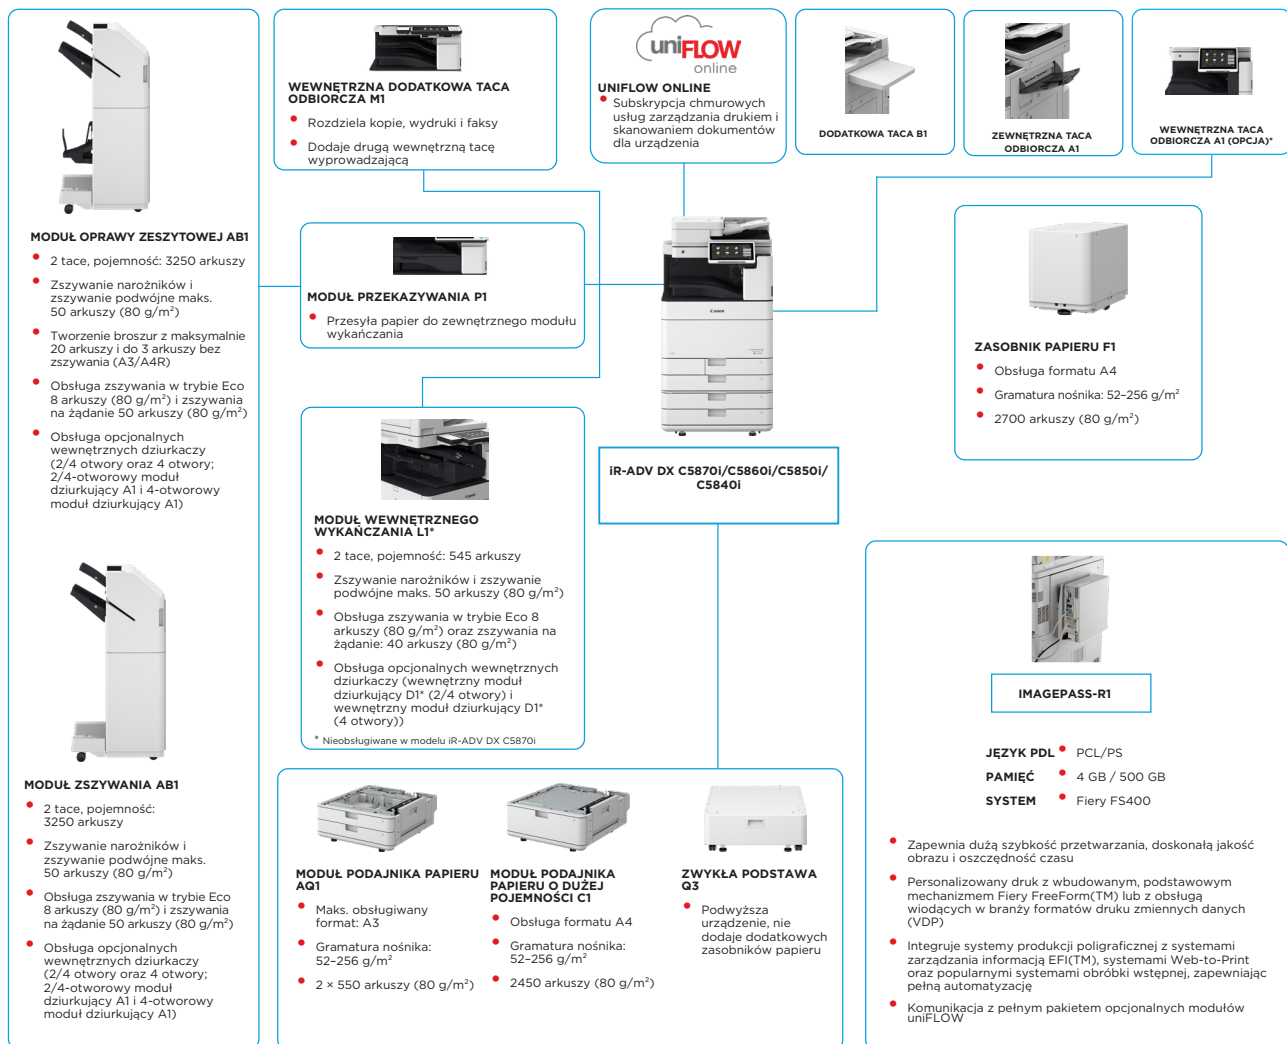 MODUŁ OPRAWY ZESZYTOWEJ AB1
• 2 tace, pojemność: 3250 arkuszy
• Zszywanie narożników i
zszywanie podwójne maks.
50 arkuszy (80 g/m²)
• Tworzenie broszur z maksymalnie
20 arkuszy i do 3 arkuszy bez
zszywania (A3/A4R)
• Obsługa zszywania w trybie Eco
8 arkuszy (80 g/m²) i zszywania
na żądanie 50 arkuszy (80 g/m²)
• Obsługa opcjonalnych
wewnętrznych dziurkaczy
(2/4 otwory oraz 4 otwory;
2/4-otworowy moduł
dziurkujący A1 i 4-otworowy
moduł dziurkujący A1)
MODUŁ ZSZYWANIA AB1
• 2 tace, pojemność:
3250 arkuszy
• Zszywanie narożników i
zszywanie podwójne maks.
50 arkuszy (80 g/m²)
• Obsługa zszywania w trybie Eco
8 arkuszy (80 g/m²) i zszywania
na żądanie 50 arkuszy (80 g/m²)
• Obsługa opcjonalnych
wewnętrznych dziurkaczy
(2/4 otwory oraz 4 otwory;
2/4-otworowy moduł
dziurkujący A1 i 4-otworowy
moduł dziurkujący A1)
WEWNĘTRZNA DODATKOWA TACA
ODBIORCZA M1
• Rozdziela kopie, wydruki i faksy
• Dodaje drugą wewnętrzną tacę
wyprowadzającą
uniFLOW
online
UNIFLOW ONLINE
• Subskrypcja chmurowych
usług zarządzania drukiem i
skanowaniem dokumentów
dla urządzenia
DODATKOWA TACA B1
ZEWNĘTRZNA TACA
ODBIORCZA A1
WEWNĘTRZNA TACA
ODBIORCZA A1 (OPCJA)*
MODUŁ PRZEKAZYWANIA P1
• Przesyła papier do zewnętrznego modułu
wykańczania
Canon
iR-ADV DX C5870i/C5860i/C5850i/
C5840i
ZASOBNIK PAPIERU F1
• Obsługa formatu A4
• Gramatura nośnika: 52–256 g/m²
• 2700 arkuszy (80 g/m²)
MODUŁ WEWNĘTRZNEGO
WYKAŃCZANIA L1*
• 2 tace, pojemność: 545 arkuszy
• Zszywanie narożników i zszywanie
podwójne maks. 50 arkuszy (80 g/m²)
• Obsługa zszywania w trybie Eco 8
arkuszy (80 g/m²) oraz zszywania na
żądanie: 40 arkuszy (80 g/m²)
• Obsługa opcjonalnych wewnętrznych
dziurkaczy (wewnętrzny moduł
dziurkujący D1* (2/4 otwory) i
wewnętrzny moduł dziurkujący D1*
(4 otwory))
* Nieobsługiwane w modelu iR-ADV DX C5870i
MODUŁ PODAJNIKA PAPIERU
AQ1
• Maks. obsługiwany
format: A3
• Gramatura nośnika:
52–256 g/m²
• 2 × 550 arkuszy (80 g/m²)
MODUŁ PODAJNIKA
PAPIERU O DUŻEJ
POJEMNOŚCI C1
• Obsługa formatu A4
• Gramatura nośnika:
52–256 g/m²
• 2450 arkuszy (80 g/m²)
ZWYKŁA PODSTAWA
Q3
• Podwyższa
urządzenie, nie
dodaje dodatkowych
zasobników papieru
IMAGEPASS-R1
JĘZYK PDL • PCL/PS
PAMIĘĆ • 4 GB / 500 GB
SYSTEM • Fiery FS400
• Zapewnia dużą szybkość przetwarzania, doskonałą jakość
obrazu i oszczędność czasu
• Personalizowany druk z wbudowanym, podstawowym
mechanizmem Fiery FreeForm(TM) lub z obsługą
wiodących w branży formatów druku zmiennych danych
(VDP)
• Integruje systemy produkcji poligraficznej z systemami
zarządzania informacją EFI(TM), systemami Web-to-Print
oraz popularnymi systemami obróbki wstępnej, zapewniając
pełną automatyzację
• Komunikacja z pełnym pakietem opcjonalnych modułów
uniFLOW